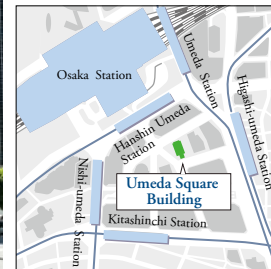 Osaka Station
Umeda Station
Higashi-umeda Station
Hanshin Umeda
Station
Nishi-umeda Station
Umeda Square
Building
Kitashinchi Station